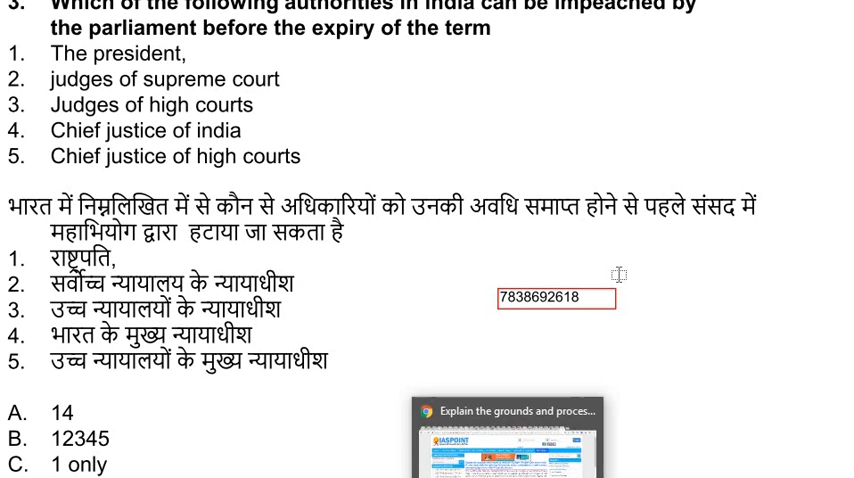 3. Which of the following authorities in India can be impeached by
the parliament before the expiry of the term
1. The president,
2. judges of supreme court
3. Judges of high courts
4. Chief justice of india
5. Chief justice of high courts
भारत में निम्नलिखित में से कौन से अधिकारियों को उनकी अवधि समाप्त होने से पहले संसद में
महाभियोग द्वारा हटाया जा सकता है
1. राष्ट्रपति,
2. सर्वोच्च न्यायालय के न्यायाधीश
7838692618
3. उच्च न्यायालयों के न्यायाधीश
4. भारत के मुख्य न्यायाधीश
5. उच्च न्यायालयों के मुख्य न्यायाधीश
A. 14
Explain the grounds and proces...
B. 12345
IASPOINT
C. 1 only